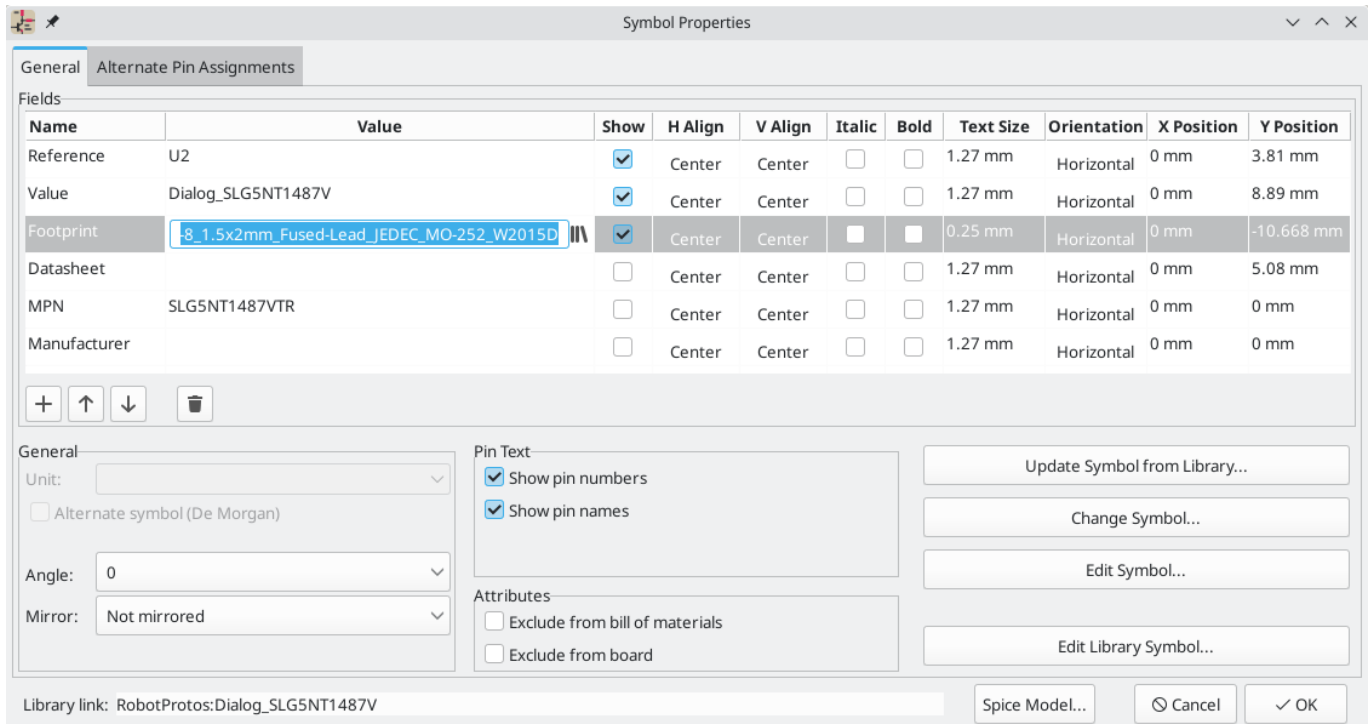 Symbol Properties
General Alternate Pin Assignments
Fields
Name Value Show H Align V Align Italic Bold Text Size Orientation X Position Y Position
Reference U2 Center Center 1.27 mm Horizontal 0 mm 3.81 mm
Value Dialog_SLG5NT1487V Center Center 1.27 mm Horizontal 0 mm 8.89 mm
Footprint -8_1.5x2mm_Fused-Lead_JEDEC_MO-252_W2015D Center Center 0.25 mm Horizontal 0 mm -10.668 mm
Datasheet Center Center 1.27 mm Horizontal 0 mm 5.08 mm
MPN SLG5NT1487VTR Center Center 1.27 mm Horizontal 0 mm 0 mm
Manufacturer Center Center 1.27 mm Horizontal 0 mm 0 mm
General
Unit:
Alternate symbol (De Morgan)
Angle: 0
Mirror: Not mirrored
Pin Text
Show pin numbers
Show pin names
Attributes
Exclude from bill of materials
Exclude from board
Update Symbol from Library...
Change Symbol...
Edit Symbol...
Edit Library Symbol...
Library link: RobotProtos:Dialog_SLG5NT1487V
Spice Model... Cancel OK